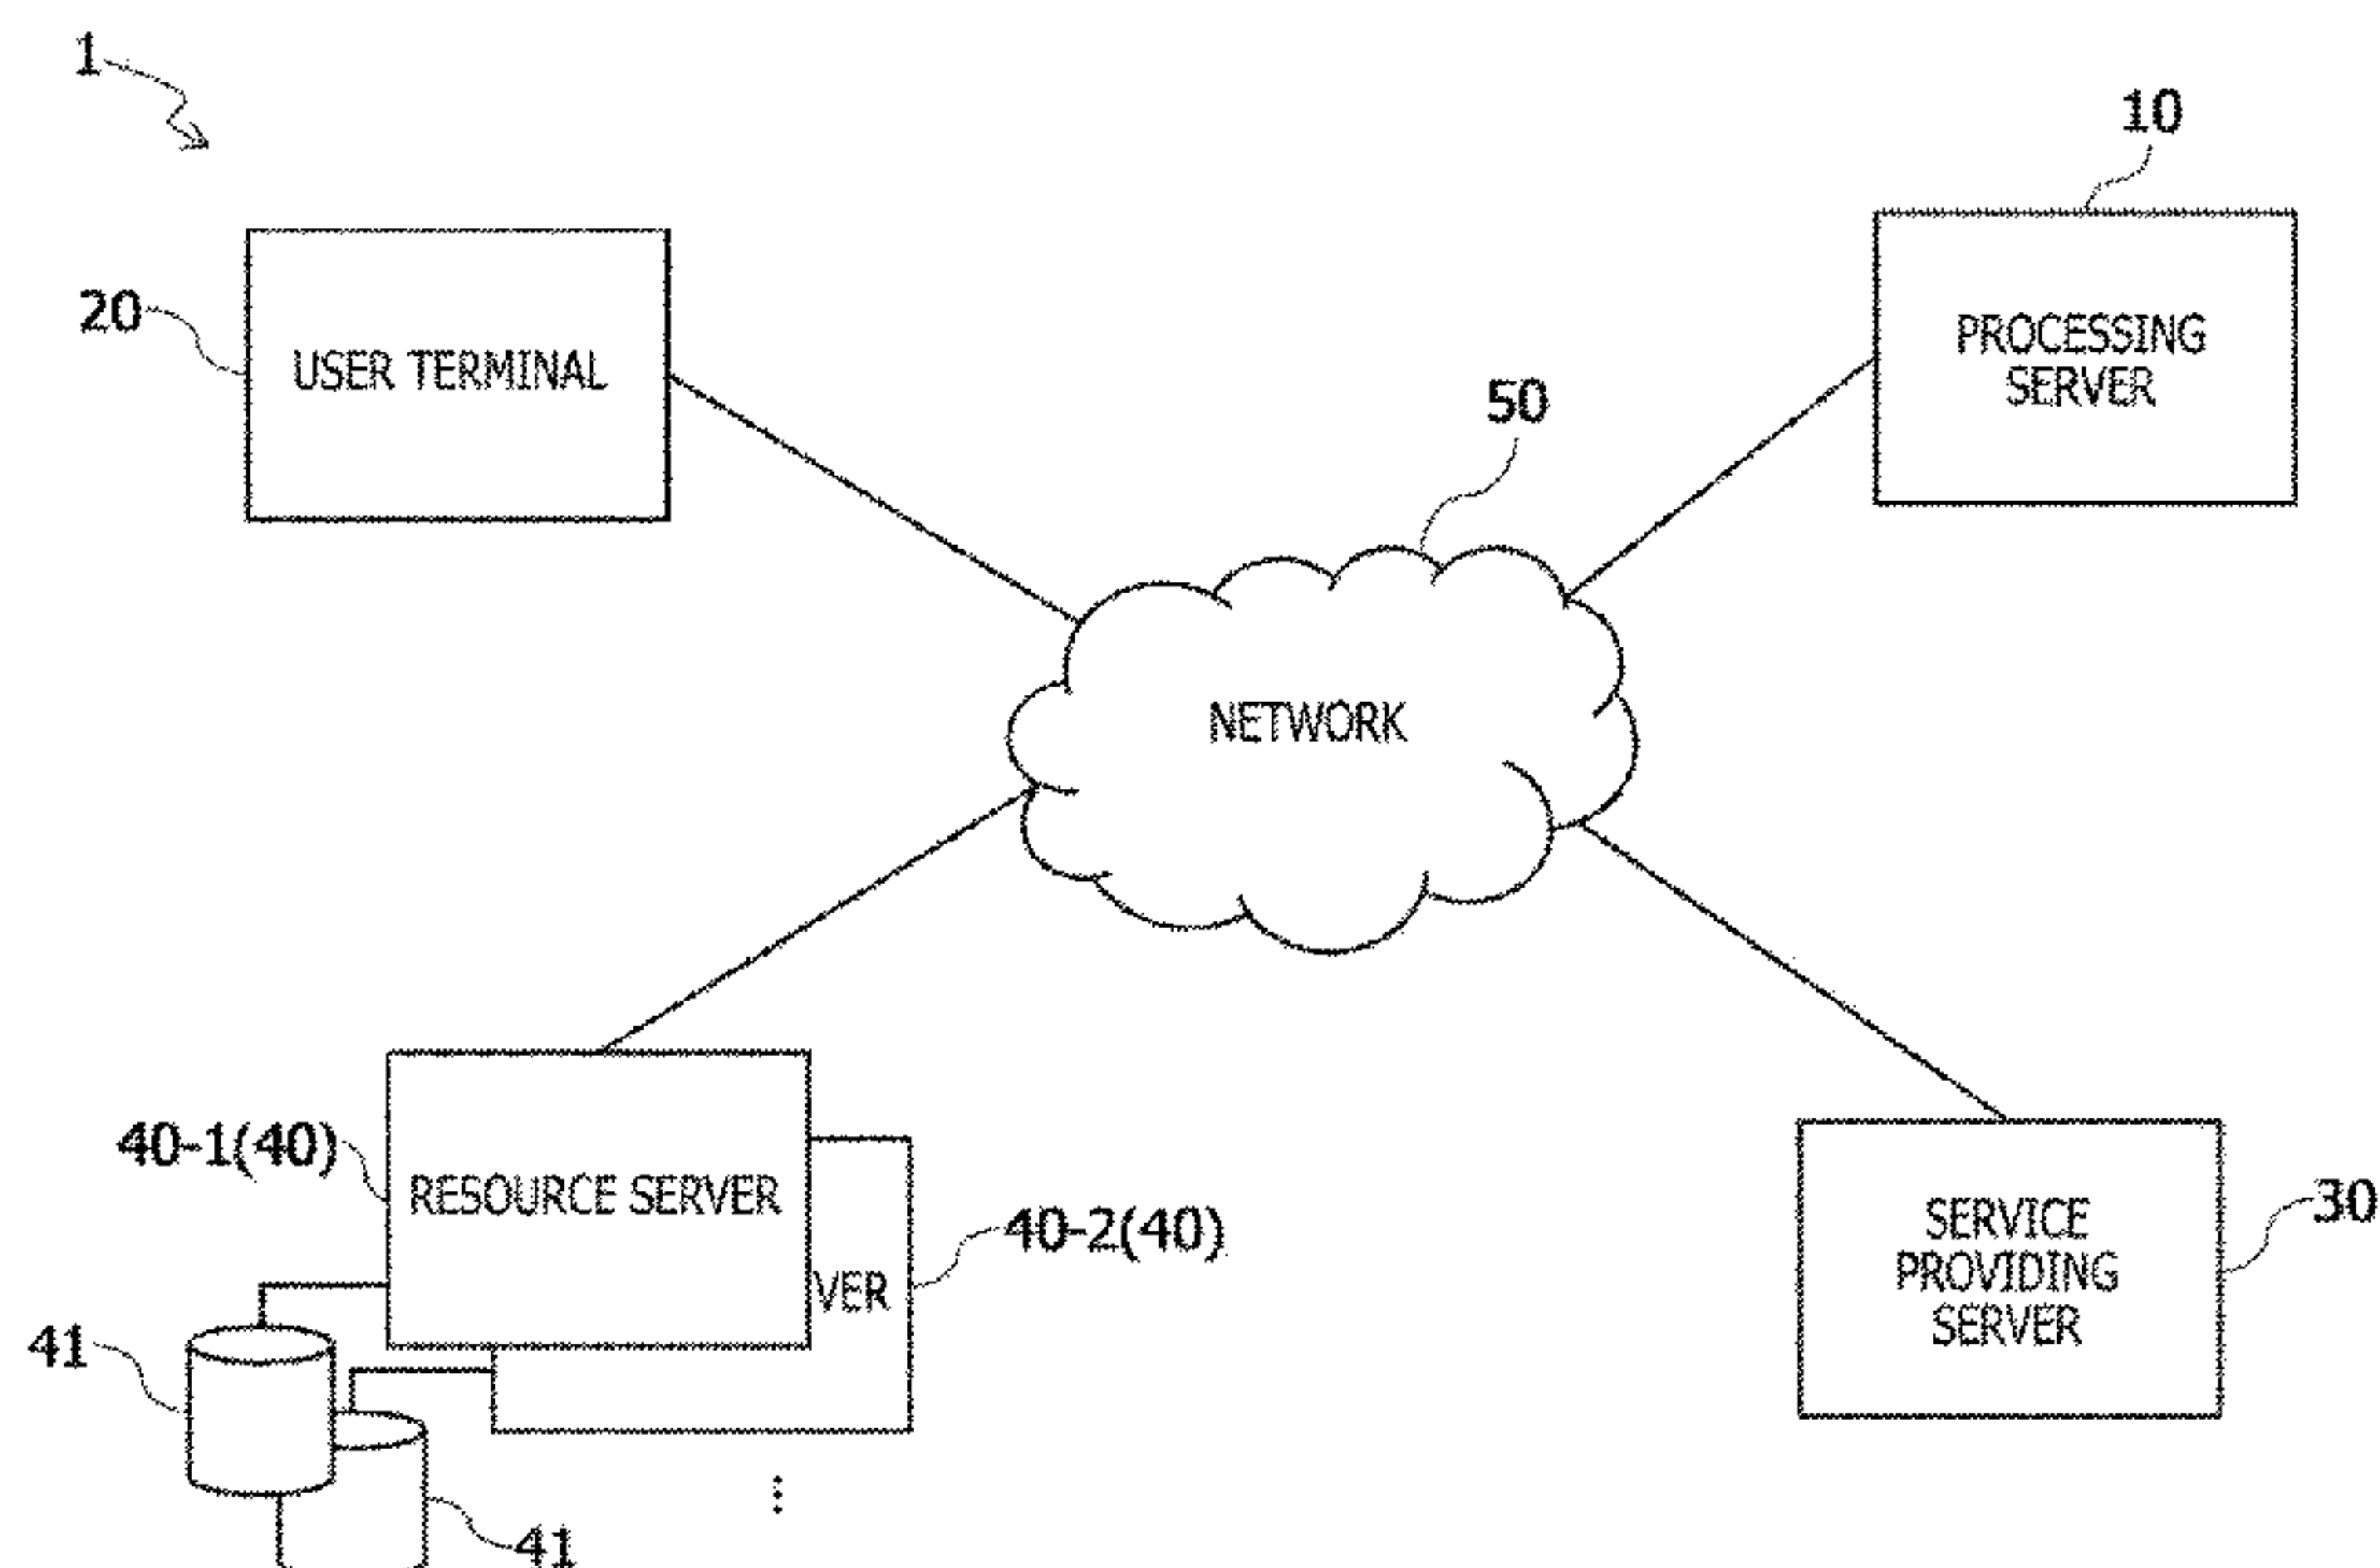 1
10
20
USER TERMINAL
PROCESSING
SERVER
50
NETWORK
40-1(40)
RESOURCE SERVER
40-2(40)
VER
SERVICE
PROVIDING
SERVER
30
41
⋮
41